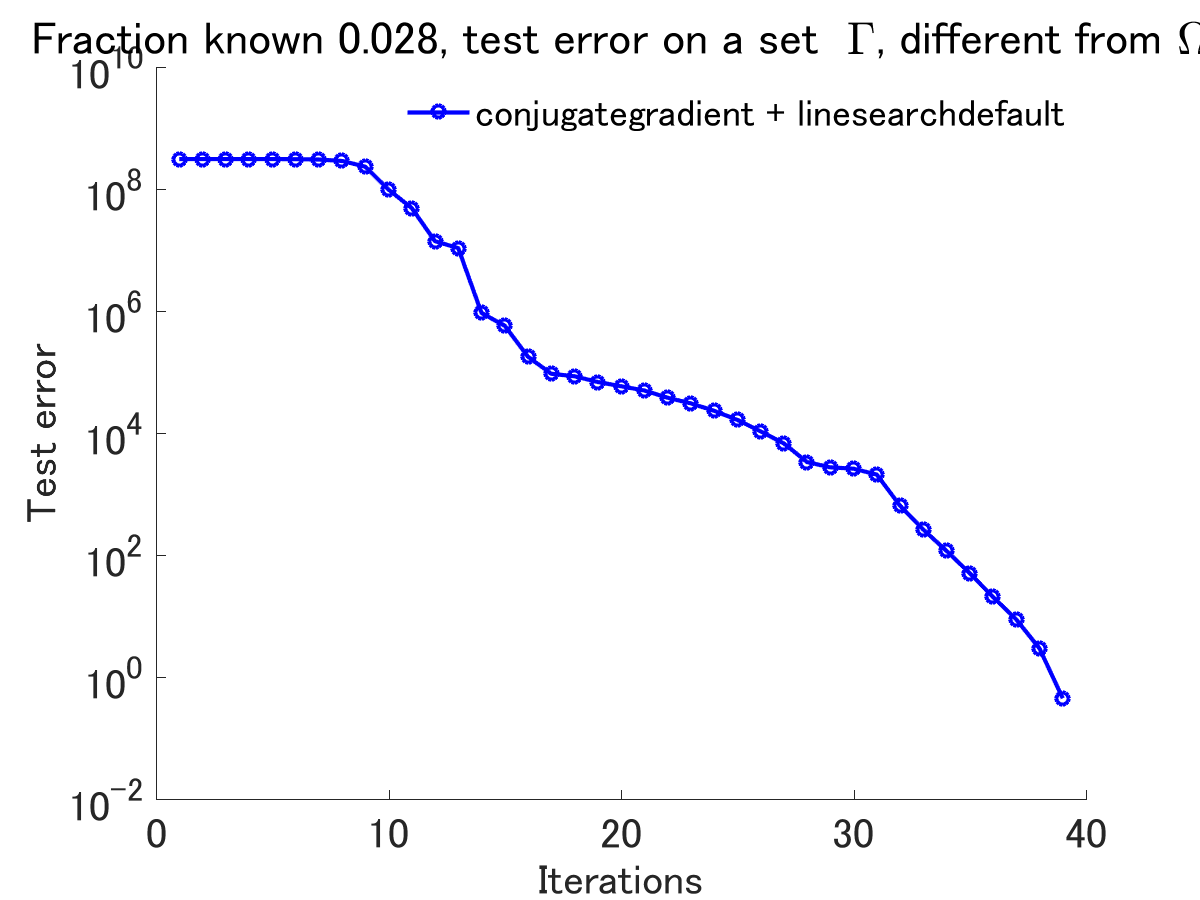 Fraction known 0.028, test error on a set Γ, different from Ω
10^10
conjugategradient + linesearchdefault
10^8
10^6
10^4
10^2
10^0
10^-2
Test error
0 10 20 30 40
Iterations